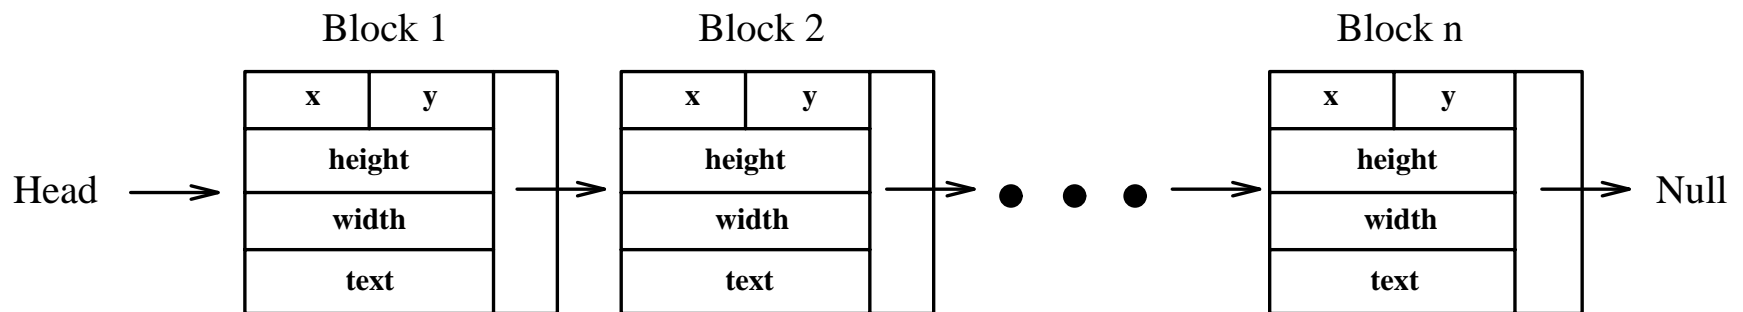 Block 1 Block 2 Block n
x y x y x y
height height height
Head Null
width width width
text text text